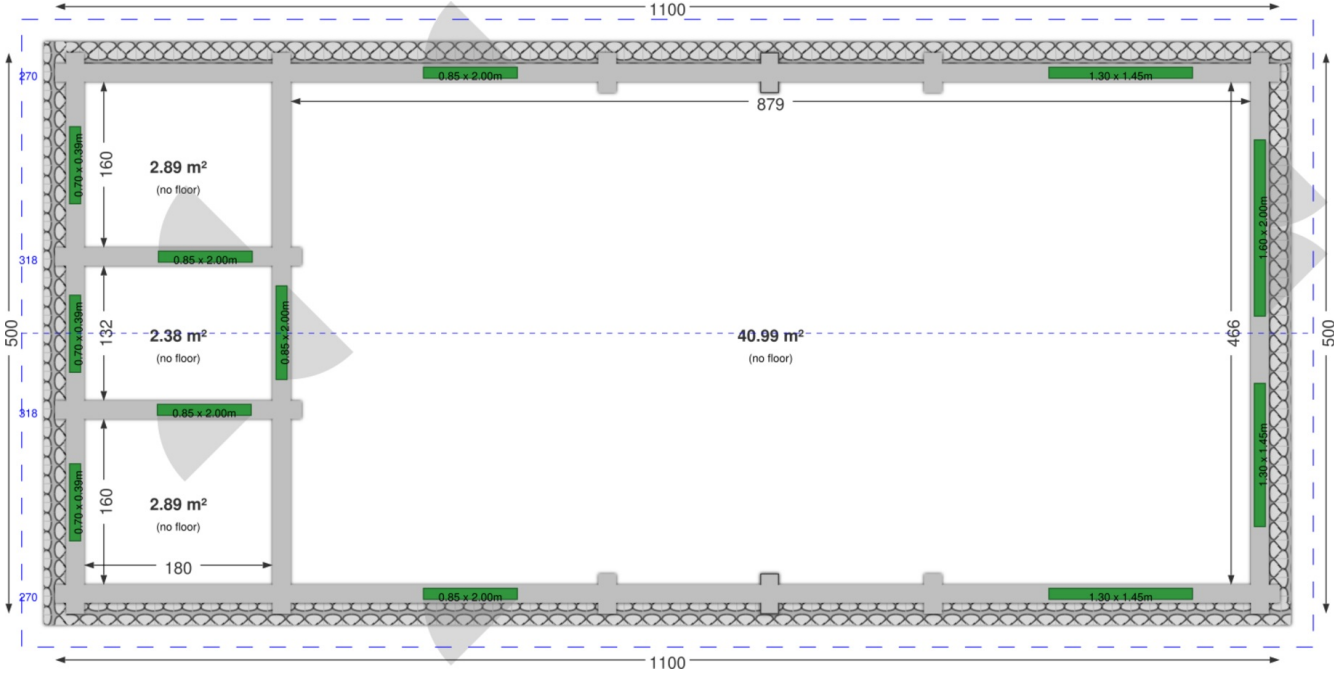 1100
270
0.85 x 2.00m
1.30 x 1.45m
879
0.70 x 0.39m
160
2.89 m²
(no floor)
1.60 x 2.00m
318
0.85 x 2.00m
500
0.70 x 0.39m
132
2.38 m²
(no floor)
0.85 x 2.00m
40.99 m²
(no floor)
466
500
318
0.85 x 2.00m
1.30 x 1.45m
0.70 x 0.39m
160
2.89 m²
(no floor)
180
270
0.85 x 2.00m
1.30 x 1.45m
1100